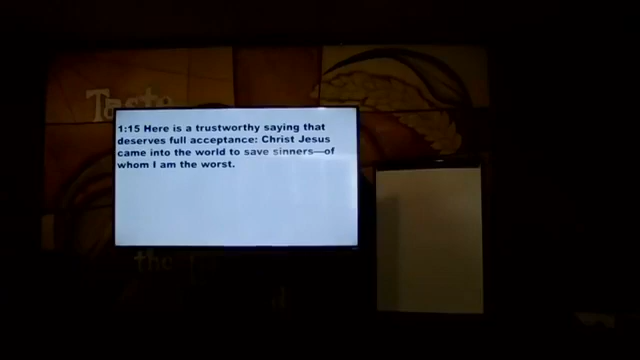 Taste
1:15 Here is a trustworthy saying that
deserves full acceptance: Christ Jesus
came into the world to save sinners—of
whom I am the worst.
the